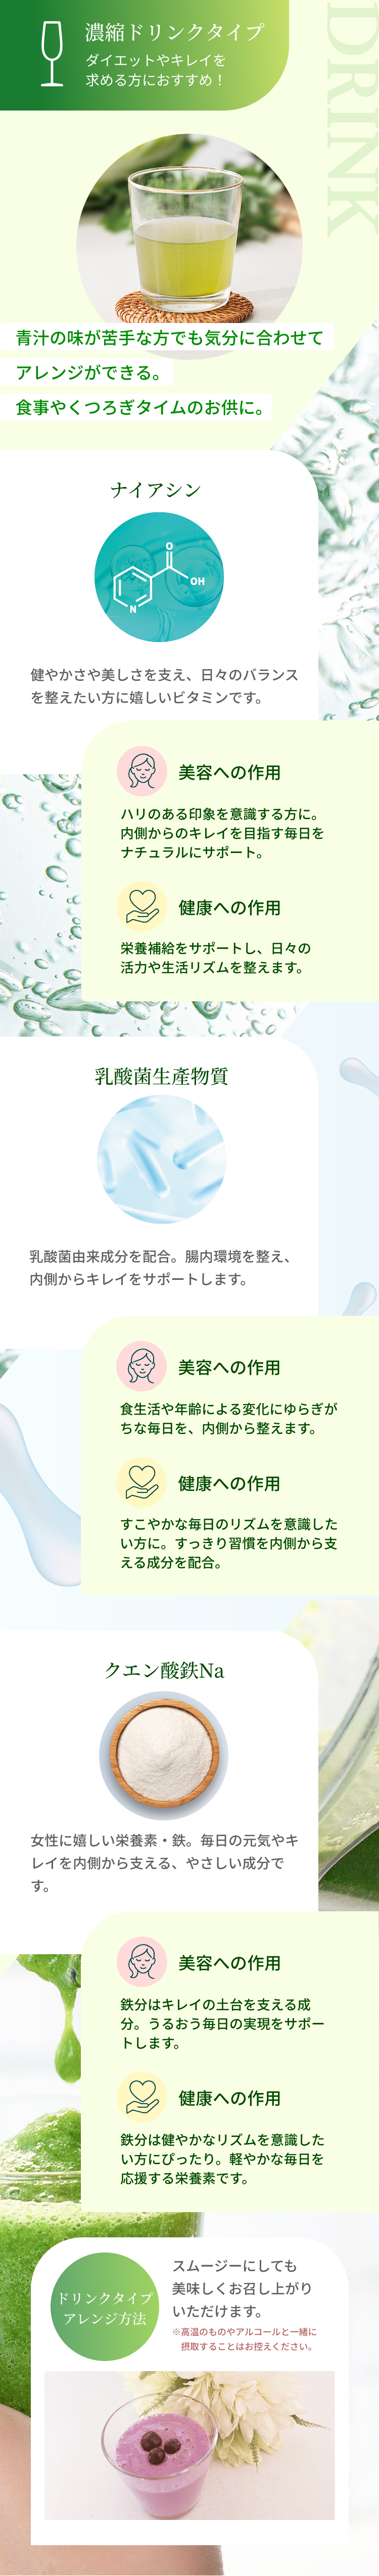 濃縮ドリンクタイプ
ダイエットやキレイを
求める方におすすめ！
DRINK
青汁の味が苦手な方でも気分に合わせて
アレンジができる。
食事やくつろぎタイムのお供に。
ナイアシン
O
OH
N
健やかさや美しさを支え、日々のバランス
を整えたい方に嬉しいビタミンです。
美容への作用
ハリのある印象を意識する方に。
内側からのキレイを目指す毎日を
ナチュラルにサポート。
健康への作用
栄養補給をサポートし、日々の
活力や生活リズムを整えます。
乳酸菌生産物質
乳酸菌由来成分を配合。腸内環境を整え、
内側からキレイをサポートします。
美容への作用
食生活や年齢による変化にゆらぎが
ちな毎日を、内側から整えます。
健康への作用
すこやかな毎日のリズムを意識した
い方に。すっきり習慣を内側から支
える成分を配合。
クエン酸鉄Na
女性に嬉しい栄養素・鉄。毎日の元気やキ
レイを内側から支える、やさしい成分で
す。
美容への作用
鉄分はキレイの土台を支える成
分。うるおう毎日の実現をサポー
トします。
健康への作用
鉄分は健やかなリズムを意識した
い方にぴったり。軽やかな毎日を
応援する栄養素です。
ドリンクタイプ
アレンジ方法
スムージーにしても
美味しくお召し上がり
いただけます。
※高温のものやアルコールと一緒に
摂取することはお控えください。